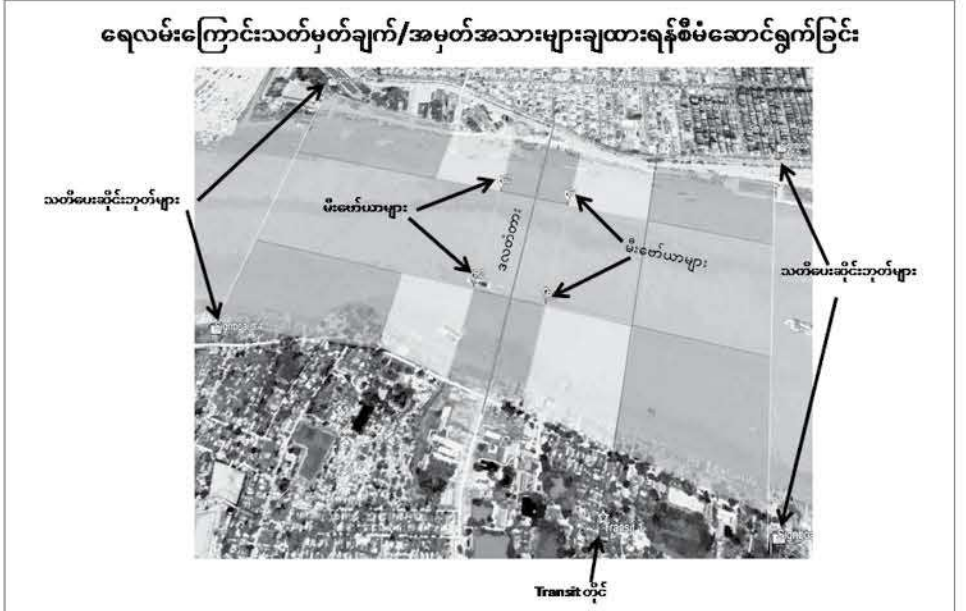 ရေလမ်းကြောင်းသတ်မှတ်ချက်/အမှတ်အသားများချထားရန်စီမံဆောင်ရွက်ခြင်း
သတိပေးဆိုင်းဘုတ်များ
မီးဗော်ယာများ
ဒလတံတား
မီးဗော်ယာများ
သတိပေးဆိုင်းဘုတ်များ
Transit 1
Transit တိုင်